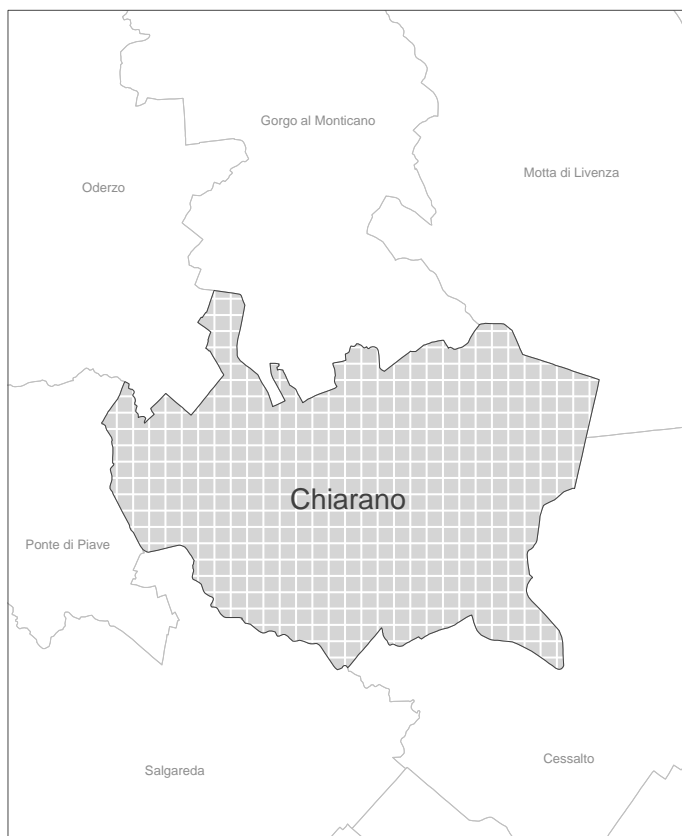 Gorgo al Monticano
Motta di Livenza
Oderzo
Chiarano
Ponte di Piave
Cessalto
Salgareda